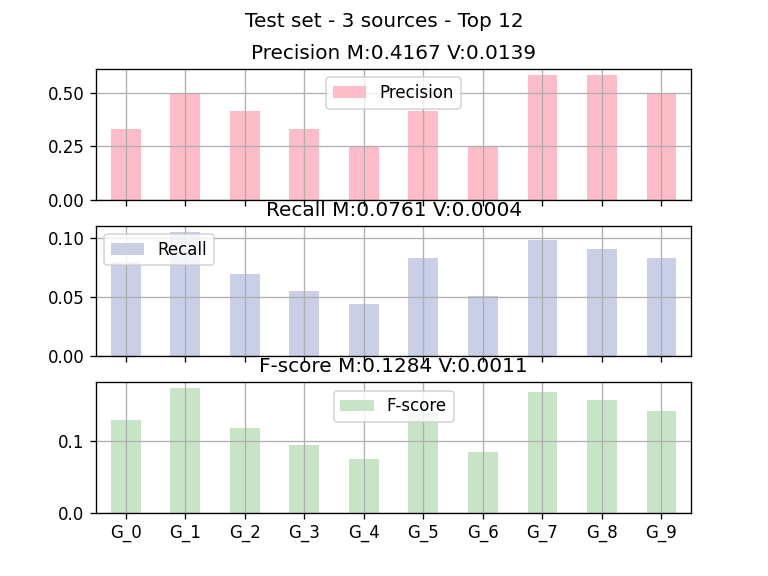 Test set - 3 sources - Top 12
Precision M:0.4167 V:0.0139
0.50
0.25
0.00
Precision
Recall M:0.0761 V:0.0004
0.10
0.05
0.00
Recall
F-score M:0.1284 V:0.0011
0.1
0.0
F-score
G_0 G_1 G_2 G_3 G_4 G_5 G_6 G_7 G_8 G_9